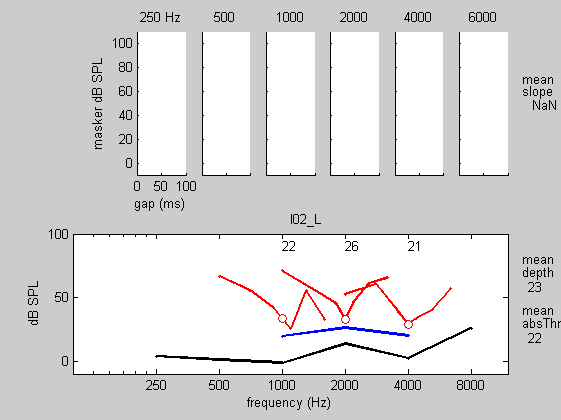 250 Hz 500 1000 2000 4000 6000
100
80
60
40
20
0
masker dB SPL
0 50 100
gap (ms)
mean
slope
NaN
I02_L
100
50
0
dB SPL
22 26 21
250 500 1000 2000 4000 8000
frequency (Hz)
mean
depth
23
mean
absThr
22